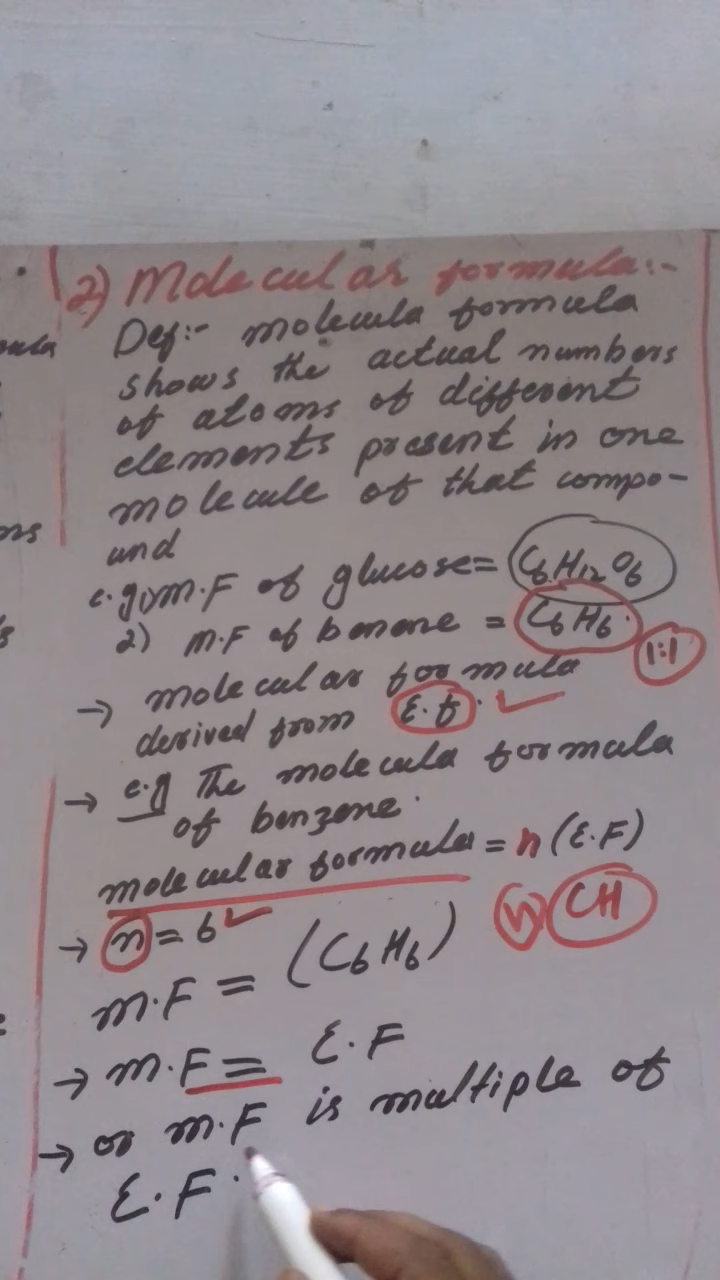 2) Molecular formula:-
Def:- molecula formula
shows the actual numbers
of atoms of different
elements present in one
molecule of that compo-
und
e.g 1) m.F of glucose = C6H12O6
2) m.F of benzene = C6H6
1:1
→ molecular formula
derived from E.f
→ e.g The molecula formula
of benzene
molecular formula = n (E.F)
→ n = 6 n CH
m.F = (C6H6)
→ m.F = E.F
→ or m.F is multiple of
E.F